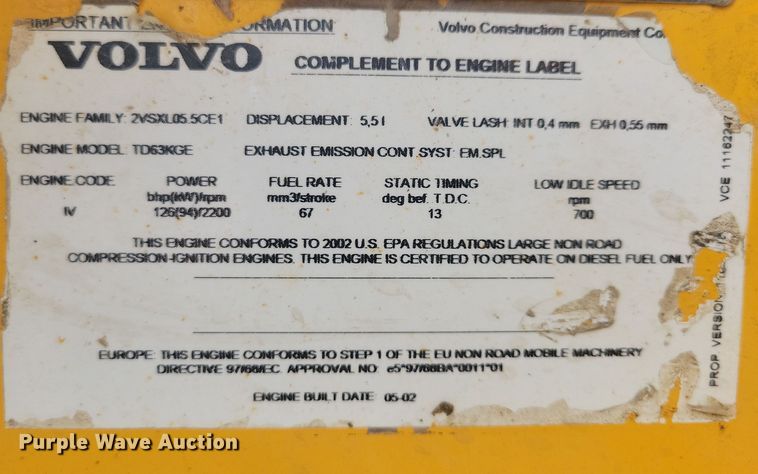 IMPORTANT ORMATION Volvo Construction Equipment Co.
VOLVO COMPLEMENT TO ENGINE LABEL
ENGINE FAMILY: 2VSXL05.5CE1 DISPLACEMENT: 5,5 l VALVE LASH: INT 0,4 mm EXH 0,55 mm
ENGINE MODEL: TD63KGE EXHAUST EMISSION CONT SYST: EM,SPL
ENGINE CODE POWER FUEL RATE STATIC TIMING LOW IDLE SPEED
bhp(kW)/rpm mm3/stroke deg bef. T.D.C. rpm
IV 126(94)/2200 67 13 700
THIS ENGINE CONFORMS TO 2002 U.S. EPA REGULATIONS LARGE NON ROAD
COMPRESSION-IGNITION ENGINES. THIS ENGINE IS CERTIFIED TO OPERATE ON DIESEL FUEL ONLY
EUROPE: THIS ENGINE CONFORMS TO STEP 1 OF THE EU NON ROAD MOBILE MACHINERY
DIRECTIVE 97/68/EC. APPROVAL NO: e5*97/68BA*0011*01
ENGINE BUILT DATE: 05-02
VCE 11162247
PROP VERSION
Purple Wave Auction